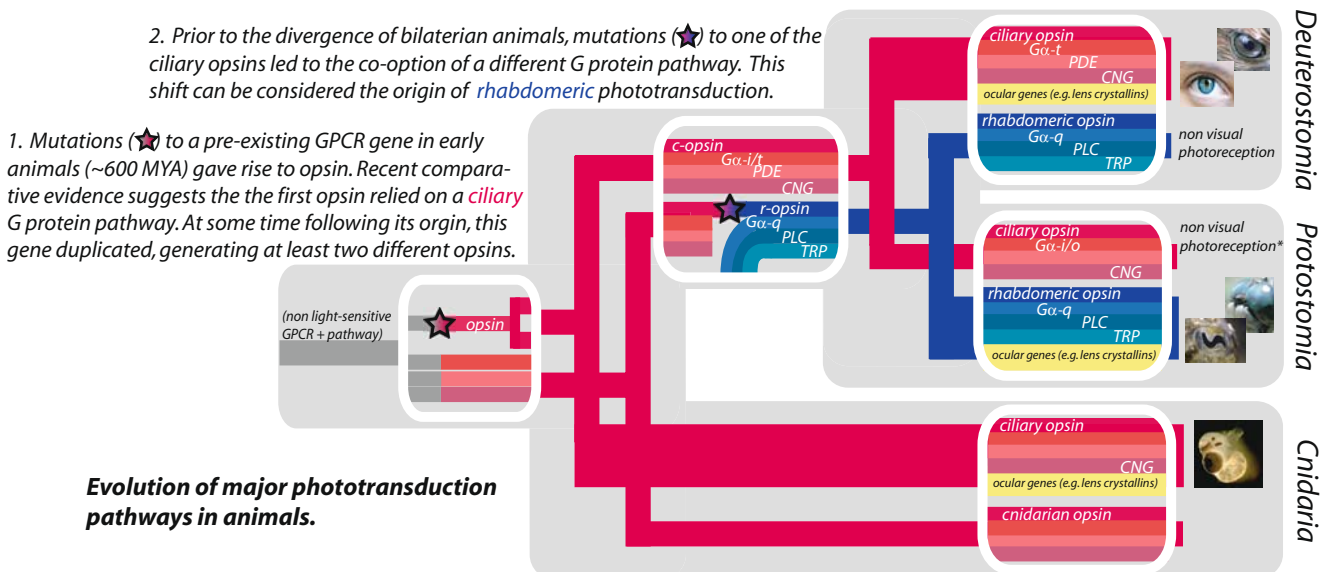 2. Prior to the divergence of bilaterian animals, mutations (★) to one of the
ciliary opsins led to the co-option of a different G protein pathway. This
shift can be considered the origin of rhabdomeric phototransduction.
1. Mutations (★) to a pre-existing GPCR gene in early
animals (~600 MYA) gave rise to opsin. Recent compara-
tive evidence suggests the the first opsin relied on a ciliary
G protein pathway. At some time following its orgin, this
gene duplicated, generating at least two different opsins.
(non light-sensitive
GPCR + pathway)
opsin
c-opsin
Gα-i/t
PDE
CNG
r-opsin
Gα-q
PLC
TRP
ciliary opsin
Gα-t
PDE
CNG
ocular genes (e.g. lens crystallins)
rhabdomeric opsin
Gα-q
PLC
TRP
non visual
photoreception
Deuterostomia
ciliary opsin
Gα-i/o
CNG
non visual
photoreception*
rhabdomeric opsin
Gα-q
PLC
TRP
ocular genes (e.g. lens crystallins)
Protostomia
ciliary opsin
CNG
ocular genes (e.g. lens crystallins)
cnidarian opsin
Cnidaria
Evolution of major phototransduction
pathways in animals.